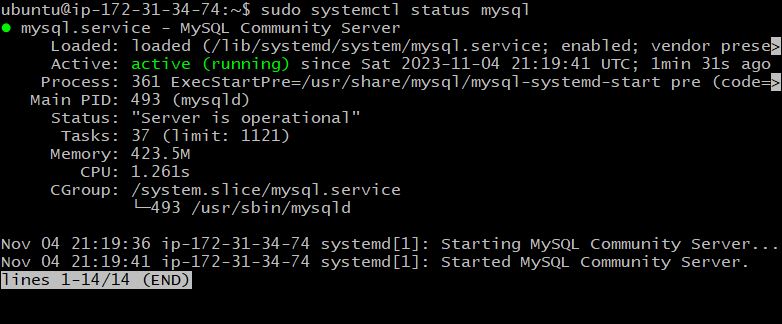 ubuntu@ip-172-31-34-74:~$ sudo systemctl status mysql
● mysql.service - MySQL Community Server
Loaded: loaded (/lib/systemd/system/mysql.service; enabled; vendor prese>
Active: active (running) since Sat 2023-11-04 21:19:41 UTC; 1min 31s ago
Process: 361 ExecStartPre=/usr/share/mysql/mysql-systemd-start pre (code=>
Main PID: 493 (mysqld)
Status: "Server is operational"
Tasks: 37 (limit: 1121)
Memory: 423.5M
CPU: 1.261s
CGroup: /system.slice/mysql.service
└─493 /usr/sbin/mysqld
Nov 04 21:19:36 ip-172-31-34-74 systemd[1]: Starting MySQL Community Server...
Nov 04 21:19:41 ip-172-31-34-74 systemd[1]: Started MySQL Community Server.
lines 1-14/14 (END)